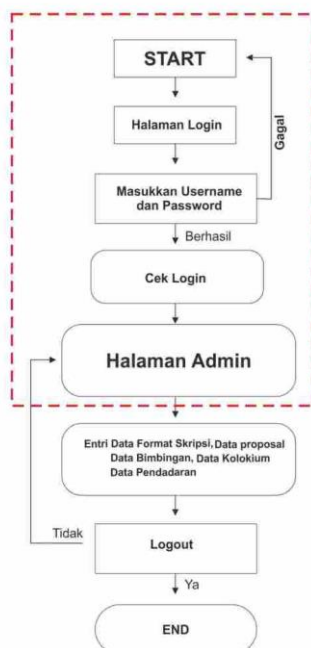 START
Halaman Login
Gagal
Masukkan Username
dan Password
Berhasil
Cek Login
Halaman Admin
Entri Data Format Skripsi, Data proposal
Data Bimbingan, Data Kolokium
Data Pendadaran
Tidak
Logout
Ya
END